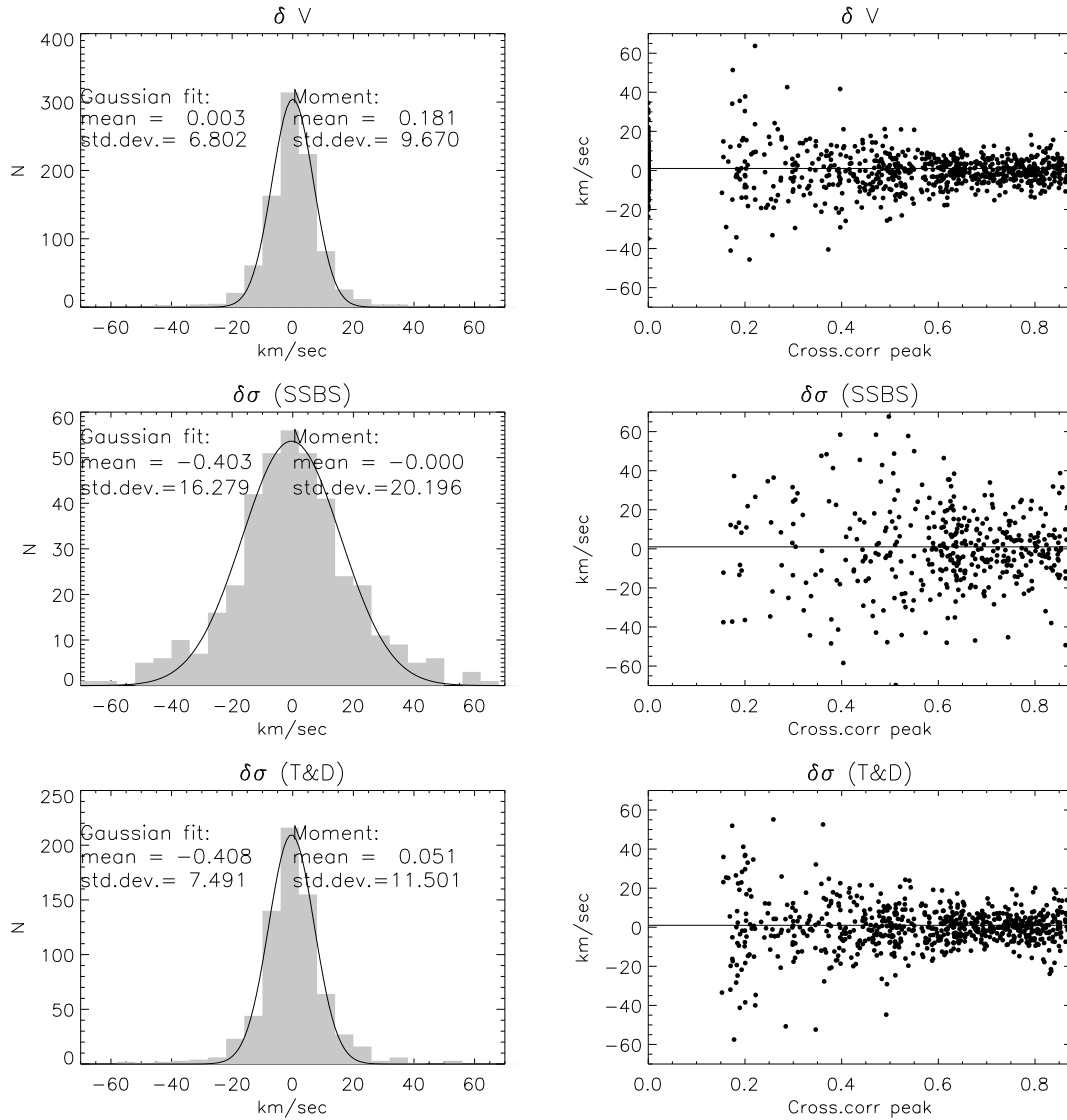 δ V
400
300
200
100
0
N
Gaussian fit:
mean = 0.003
std.dev.= 6.802
Moment:
mean = 0.181
std.dev.= 9.670
−60 −40 −20 0 20 40 60
km/sec
δ V
60
40
20
0
−20
−40
−60
km/sec
0.0 0.2 0.4 0.6 0.8
Cross.corr peak
δσ (SSBS)
60
50
40
30
20
10
0
N
Gaussian fit:
mean = −0.403
std.dev.=16.279
Moment:
mean = −0.000
std.dev.=20.196
−60 −40 −20 0 20 40 60
km/sec
δσ (SSBS)
60
40
20
0
−20
−40
−60
km/sec
0.0 0.2 0.4 0.6 0.8
Cross.corr peak
δσ (T&D)
250
200
150
100
50
0
N
Gaussian fit:
mean = −0.408
std.dev.= 7.491
Moment:
mean = 0.051
std.dev.=11.501
−60 −40 −20 0 20 40 60
km/sec
δσ (T&D)
60
40
20
0
−20
−40
−60
km/sec
0.0 0.2 0.4 0.6 0.8
Cross.corr peak